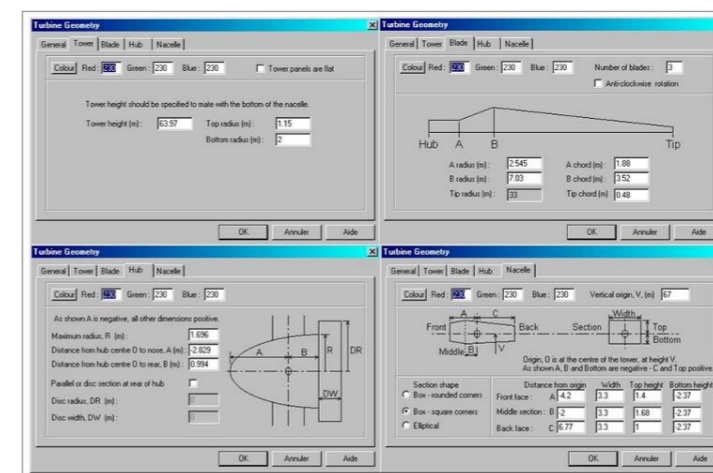 Turbine Geometry
General Tower Blade Hub Nacelle
Colour Red: 230 Green: 230 Blue: 230 Tower panels are flat
Tower height should be specified to mate with the bottom of the nacelle.
Tower height (m): 63.97 Top radius (m): 1.15
Bottom radius (m): 2
OK Annuler Aide
Turbine Geometry
General Tower Blade Hub Nacelle
Colour Red: 230 Green: 230 Blue: 230 Number of blades: 3
Anti-clockwise rotation
Hub A B Tip
A radius (m): 2.545 A chord (m): 1.88
B radius (m): 7.03 B chord (m): 3.52
Tip radius (m): 33 Tip chord (m) 0.48
OK Annuler Aide
Turbine Geometry
General Tower Blade Hub Nacelle
Colour Red: 230 Green: 230 Blue: 230
As shown A is negative, all other dimensions positive.
Maximum radius, R (m): 1.696
Distance from hub centre O to nose, A (m): -2.829
Distance from hub centre O to rear, B (m): 0.994
Parallel or disc section at rear of hub
Disc radius, DR (m): 0
Disc width, DW (m): 0
A B R DR
DW
OK Annuler Aide
Turbine Geometry
General Tower Blade Hub Nacelle
Colour Red: 230 Green: 230 Blue: 230 Vertical origin, V, (m) 67
A C Width
Front Back Section Top
Bottom
Middle B V
Origin, O is at the centre of the tower, at height V.
As shown A, B and Bottom are negative - C and Top positive.
Section shape Distance from origin Width Top height Bottom height
Box - rounded corners Front face: A -4.2 3.3 1.4 -2.37
Box - square corners Middle section: B -2 3.3 1.68 -2.37
Elliptical Back face: C 6.77 3.3 1 -2.37
OK Annuler Aide